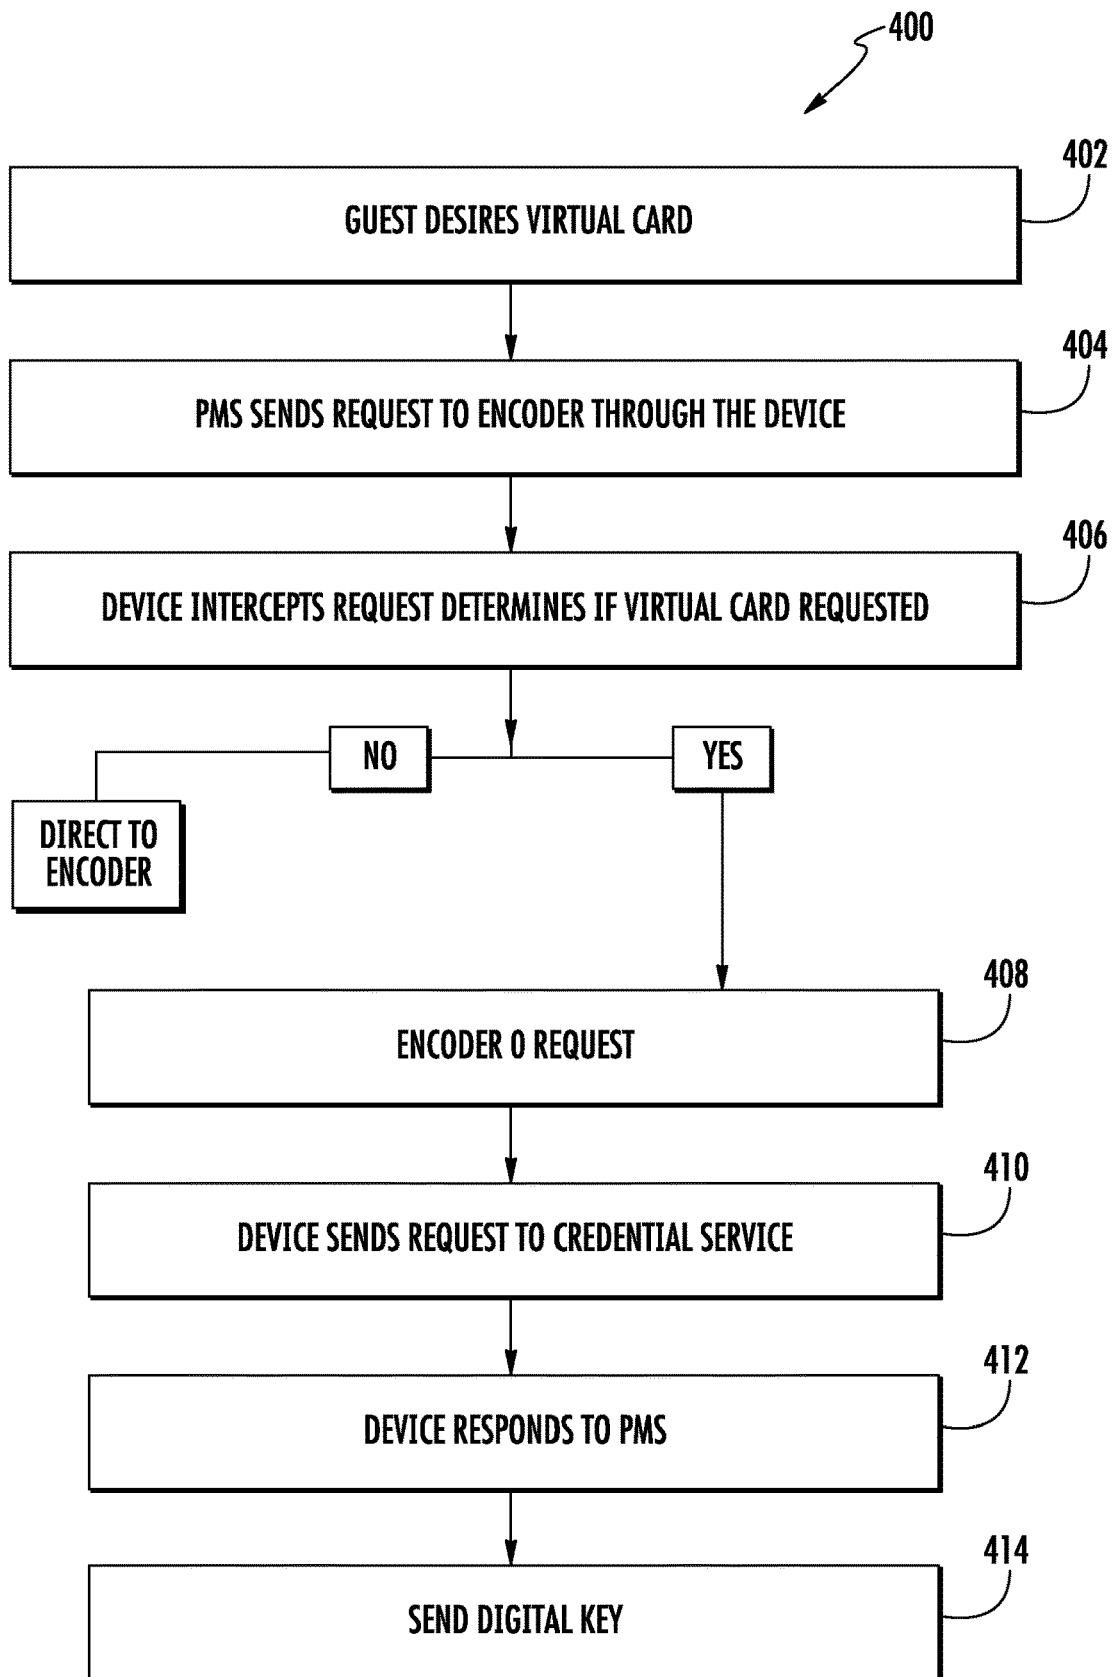 400
402
GUEST DESIRES VIRTUAL CARD
404
PMS SENDS REQUEST TO ENCODER THROUGH THE DEVICE
406
DEVICE INTERCEPTS REQUEST DETERMINES IF VIRTUAL CARD REQUESTED
NO
YES
DIRECT TO
ENCODER
408
ENCODER 0 REQUEST
410
DEVICE SENDS REQUEST TO CREDENTIAL SERVICE
412
DEVICE RESPONDS TO PMS
414
SEND DIGITAL KEY